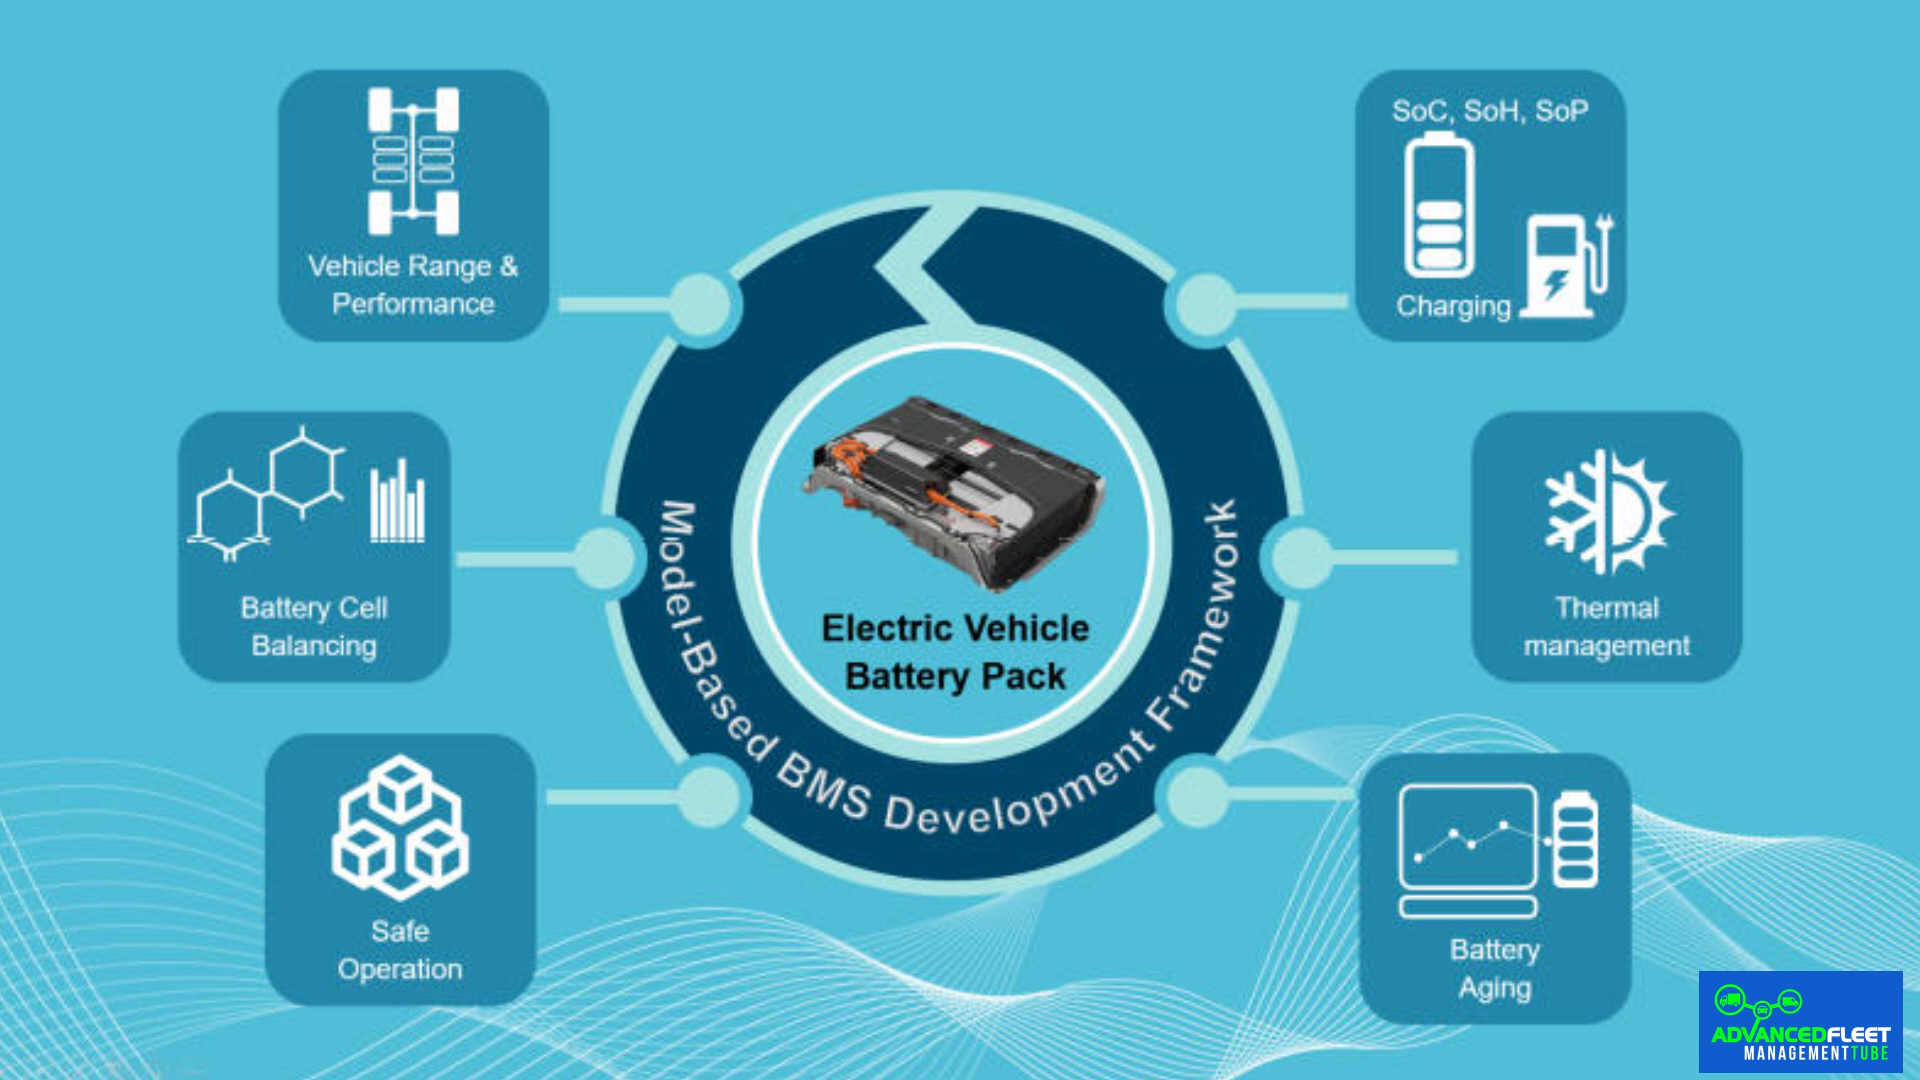 Vehicle Range &
Performance
SoC, SoH, SoP
Charging
Battery Cell
Balancing
Thermal
management
Electric Vehicle
Battery Pack
Model-Based BMS Development Framework
Safe
Operation
Battery
Aging
ADVANCEDFLEET
MANAGEMENTTUBE